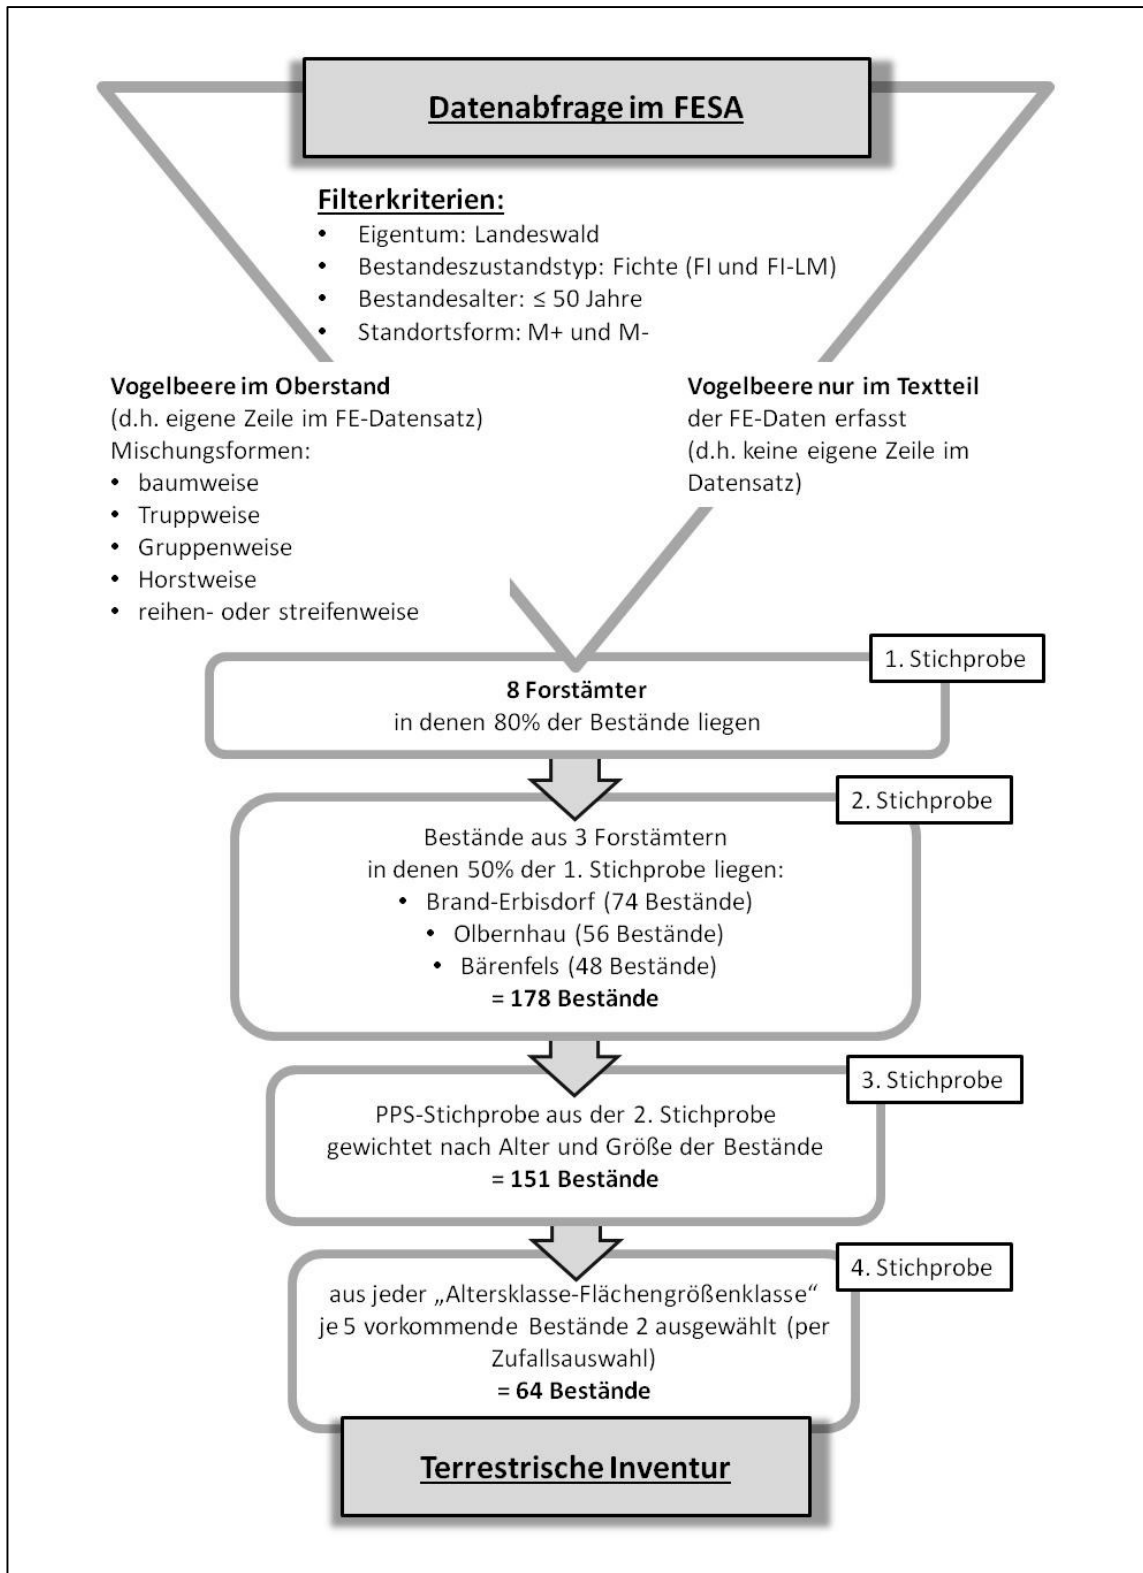 Datenabfrage im FESA
Filterkriterien:
• Eigentum: Landeswald
• Bestandeszustandstyp: Fichte (FI und FI-LM)
• Bestandesalter: ≤ 50 Jahre
• Standortsform: M+ und M-
Vogelbeere im Oberstand
(d.h. eigene Zeile im FE-Datensatz)
Mischungsformen:
• baumweise
• Truppweise
• Gruppenweise
• Horstweise
• reihen- oder streifenweise
Vogelbeere nur im Textteil
der FE-Daten erfasst
(d.h. keine eigene Zeile im
Datensatz)
1. Stichprobe
8 Forstämter
in denen 80% der Bestände liegen
2. Stichprobe
Bestände aus 3 Forstämtern
in denen 50% der 1. Stichprobe liegen:
• Brand-Erbisdorf (74 Bestände)
• Olbernhau (56 Bestände)
• Bärenfels (48 Bestände)
= 178 Bestände
3. Stichprobe
PPS-Stichprobe aus der 2. Stichprobe
gewichtet nach Alter und Größe der Bestände
= 151 Bestände
4. Stichprobe
aus jeder „Altersklasse-Flächengrößenklasse“
je 5 vorkommende Bestände 2 ausgewählt (per
Zufallsauswahl)
= 64 Bestände
Terrestrische Inventur